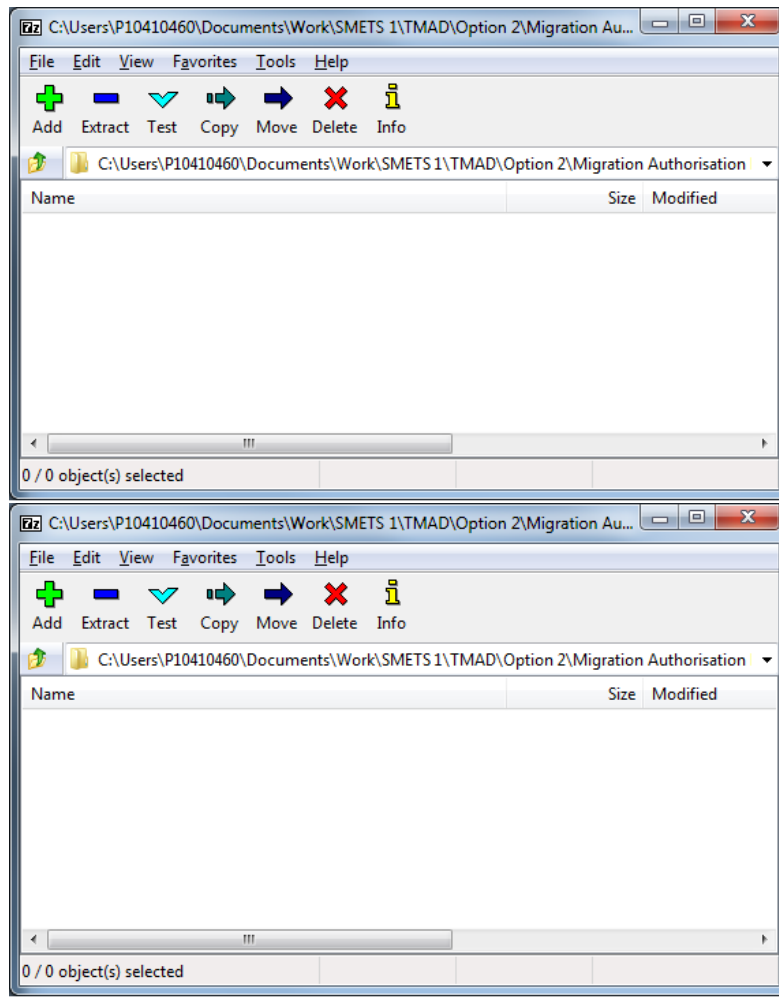 7z C:\Users\P10410460\Documents\Work\SMETS 1\TMAD\Option 2\Migration Au...
File Edit View Favorites Tools Help
Add Extract Test Copy Move Delete Info
C:\Users\P10410460\Documents\Work\SMETS 1\TMAD\Option 2\Migration Authorisation
Name Size Modified
0 / 0 object(s) selected
7z C:\Users\P10410460\Documents\Work\SMETS 1\TMAD\Option 2\Migration Au...
File Edit View Favorites Tools Help
Add Extract Test Copy Move Delete Info
C:\Users\P10410460\Documents\Work\SMETS 1\TMAD\Option 2\Migration Authorisation
Name Size Modified
0 / 0 object(s) selected